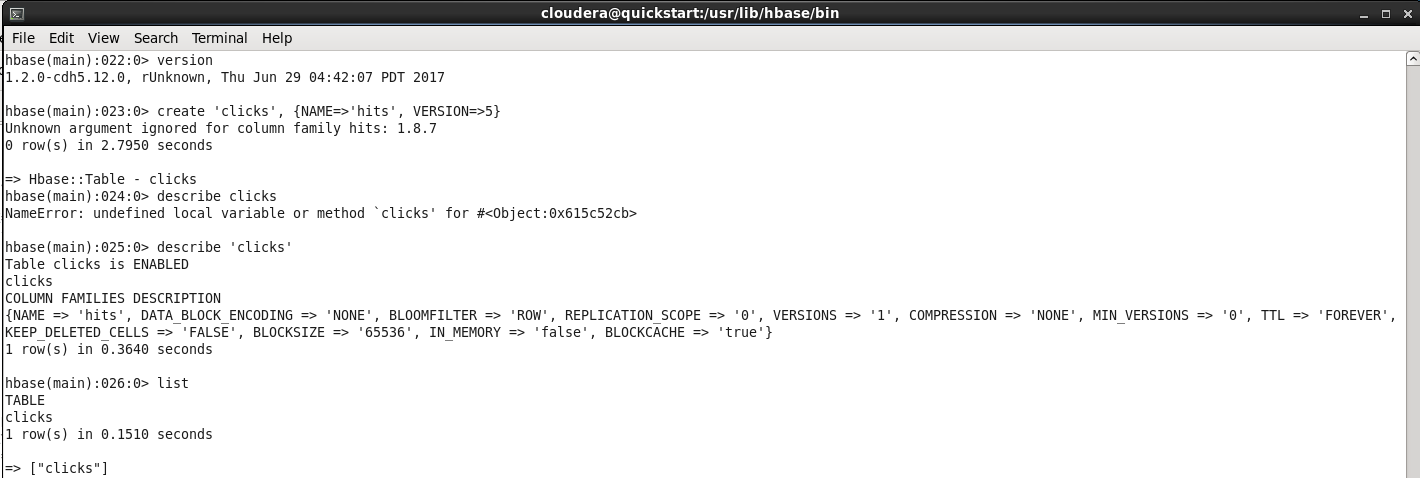 cloudera@quickstart:/usr/lib/hbase/bin
File Edit View Search Terminal Help
hbase(main):022:0> version
1.2.0-cdh5.12.0, rUnknown, Thu Jun 29 04:42:07 PDT 2017
hbase(main):023:0> create 'clicks', {NAME=>'hits', VERSION=>5}
Unknown argument ignored for column family hits: 1.8.7
0 row(s) in 2.7950 seconds
=> Hbase::Table - clicks
hbase(main):024:0> describe clicks
NameError: undefined local variable or method `clicks' for #<Object:0x615c52cb>
hbase(main):025:0> describe 'clicks'
Table clicks is ENABLED
clicks
COLUMN FAMILIES DESCRIPTION
{NAME => 'hits', DATA_BLOCK_ENCODING => 'NONE', BLOOMFILTER => 'ROW', REPLICATION_SCOPE => '0', VERSIONS => '1', COMPRESSION => 'NONE', MIN_VERSIONS => '0', TTL => 'FOREVER',
KEEP_DELETED_CELLS => 'FALSE', BLOCKSIZE => '65536', IN_MEMORY => 'false', BLOCKCACHE => 'true'}
1 row(s) in 0.3640 seconds
hbase(main):026:0> list
TABLE
clicks
1 row(s) in 0.1510 seconds
=> ["clicks"]